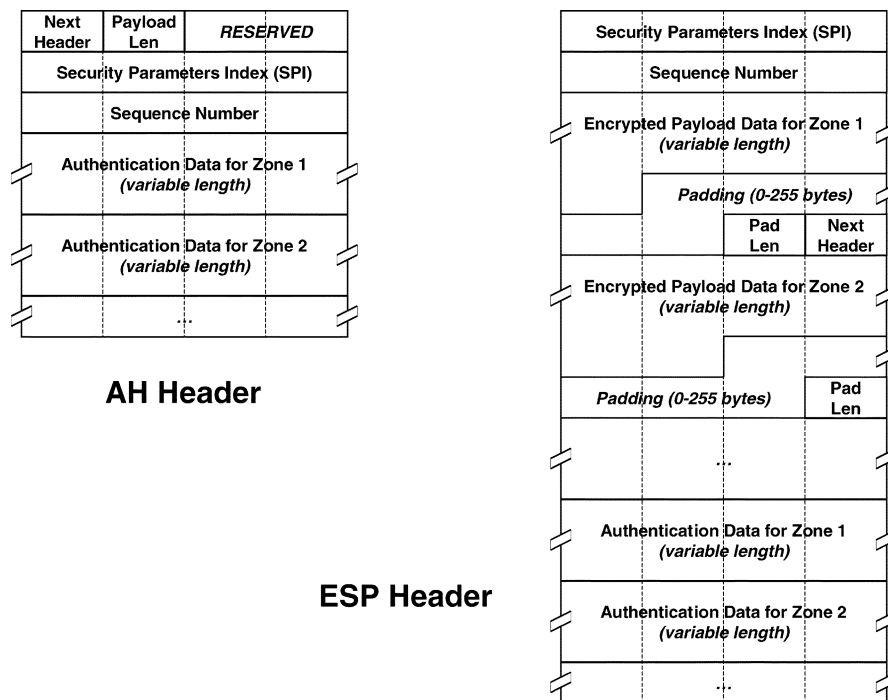 Next Header
Payload Len
RESERVED
Security Parameters Index (SPI)
Sequence Number
Authentication Data for Zone 1
(variable length)
Authentication Data for Zone 2
(variable length)
...
AH Header
Security Parameters Index (SPI)
Sequence Number
Encrypted Payload Data for Zone 1
(variable length)
Padding (0-255 bytes)
Pad Len
Next Header
Encrypted Payload Data for Zone 2
(variable length)
Padding (0-255 bytes)
Pad Len
...
Authentication Data for Zone 1
(variable length)
Authentication Data for Zone 2
(variable length)
...
ESP Header